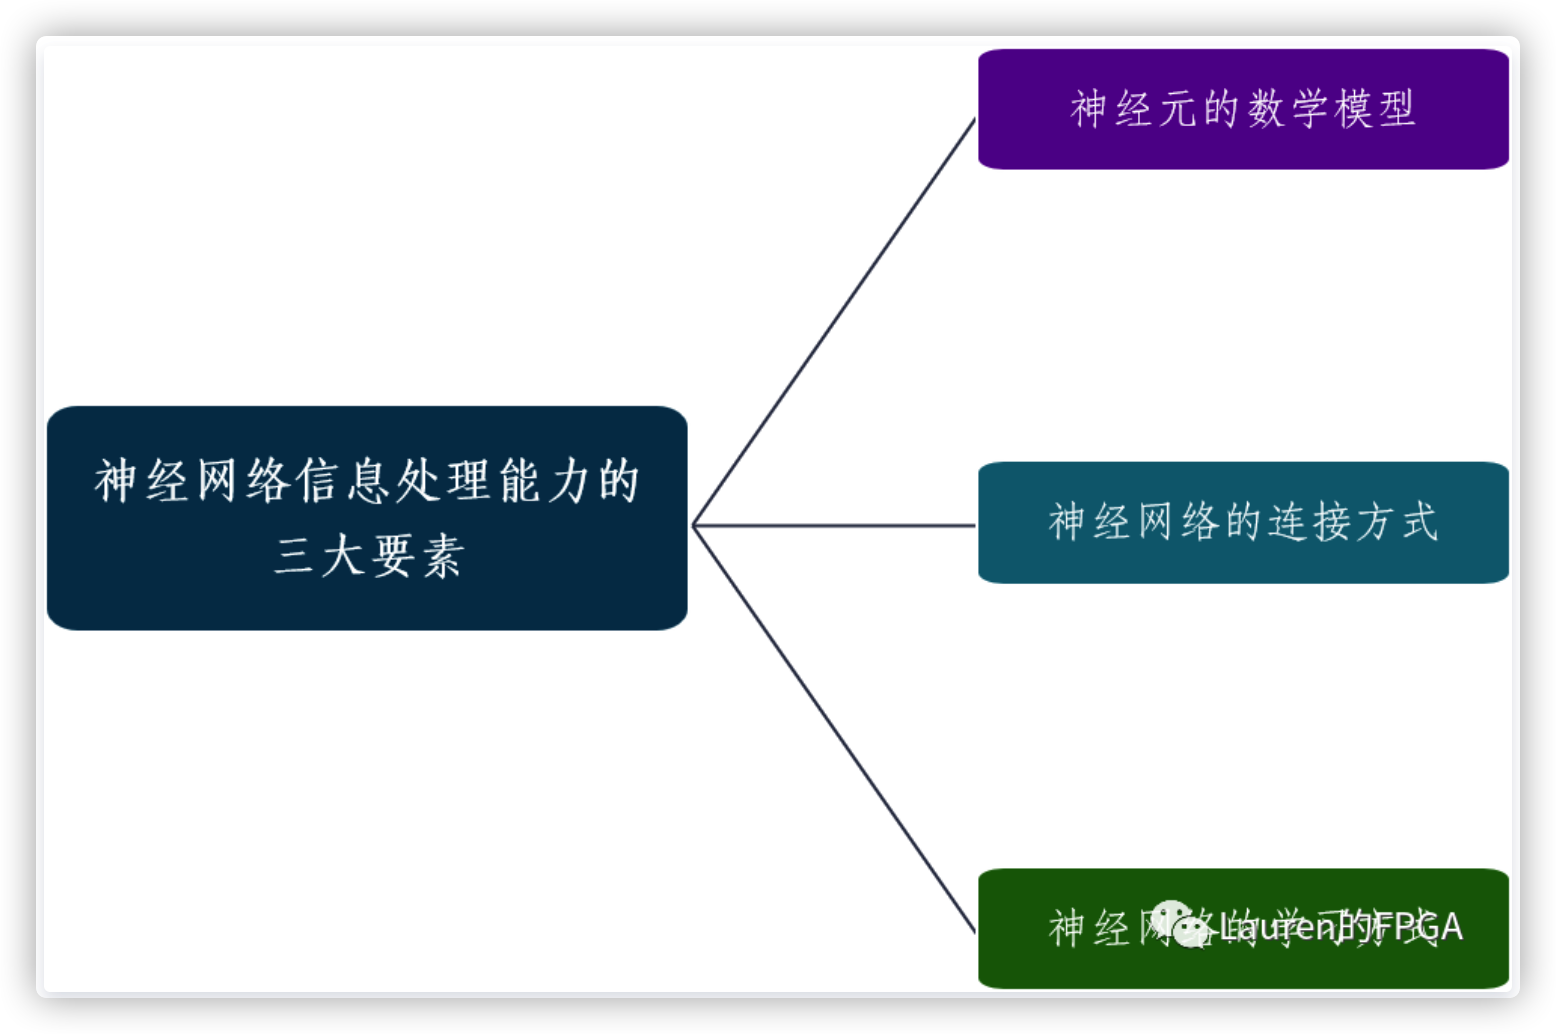 神经元的数学模型
神经网络信息处理能力的
三大要素
神经网络的连接方式
神经网络的学习方式
Lauren的FPGA